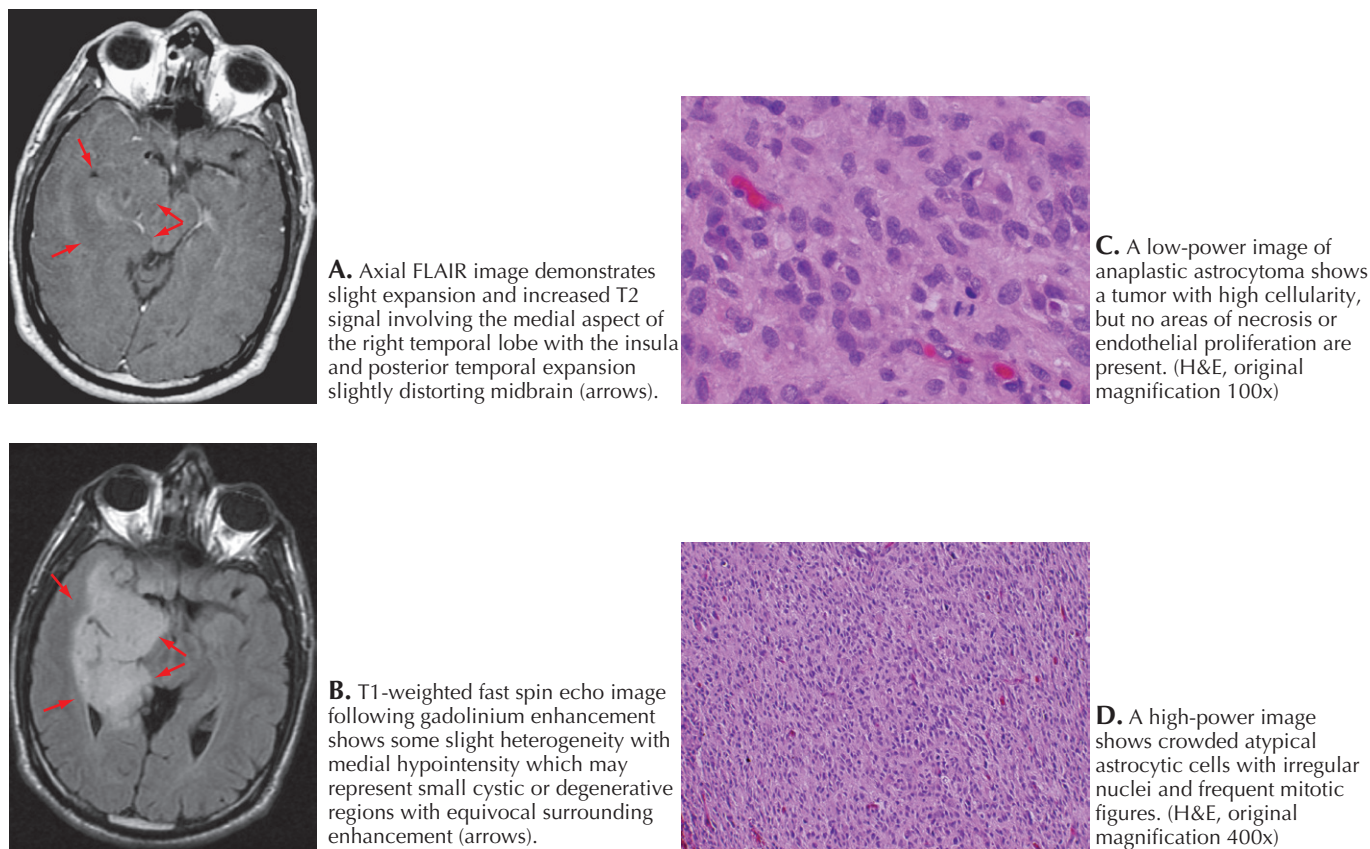 A. Axial FLAIR image demonstrates
slight expansion and increased T2
signal involving the medial aspect of
the right temporal lobe with the insula
and posterior temporal expansion
slightly distorting midbrain (arrows).
C. A low-power image of
anaplastic astrocytoma shows
a tumor with high cellularity,
but no areas of necrosis or
endothelial proliferation are
present. (H&E, original
magnification 100x)
B. T1-weighted fast spin echo image
following gadolinium enhancement
shows some slight heterogeneity with
medial hypointensity which may
represent small cystic or degenerative
regions with equivocal surrounding
enhancement (arrows).
D. A high-power image
shows crowded atypical
astrocytic cells with irregular
nuclei and frequent mitotic
figures. (H&E, original
magnification 400x)